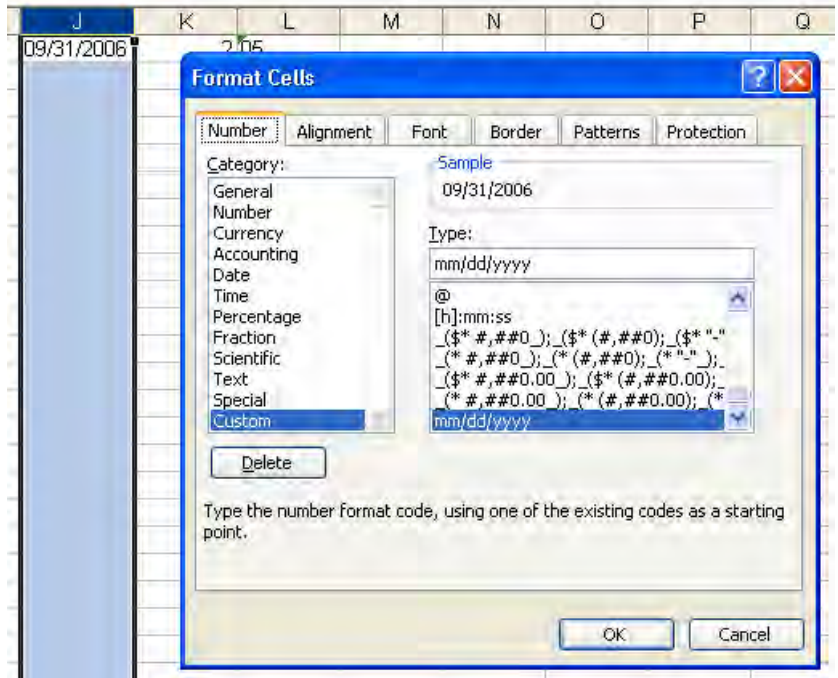 J K L M N O P Q
09/31/2006 2 05
Format Cells
Number Alignment Font Border Patterns Protection
Category:
General
Number
Currency
Accounting
Date
Time
Percentage
Fraction
Scientific
Text
Special
Custom
Sample
09/31/2006
Type:
mm/dd/yyyy
@
[h]:mm:ss
_($* #,##0_);_($* (#,##0);_($* "-"
_(* #,##0_);_(* (#,##0);_(* "-"_);_
_($* #,##0.00_);_($* (#,##0.00);_
_(* #,##0.00_);_(* (#,##0.00);_(*
mm/dd/yyyy
Delete
Type the number format code, using one of the existing codes as a starting
point.
OK Cancel